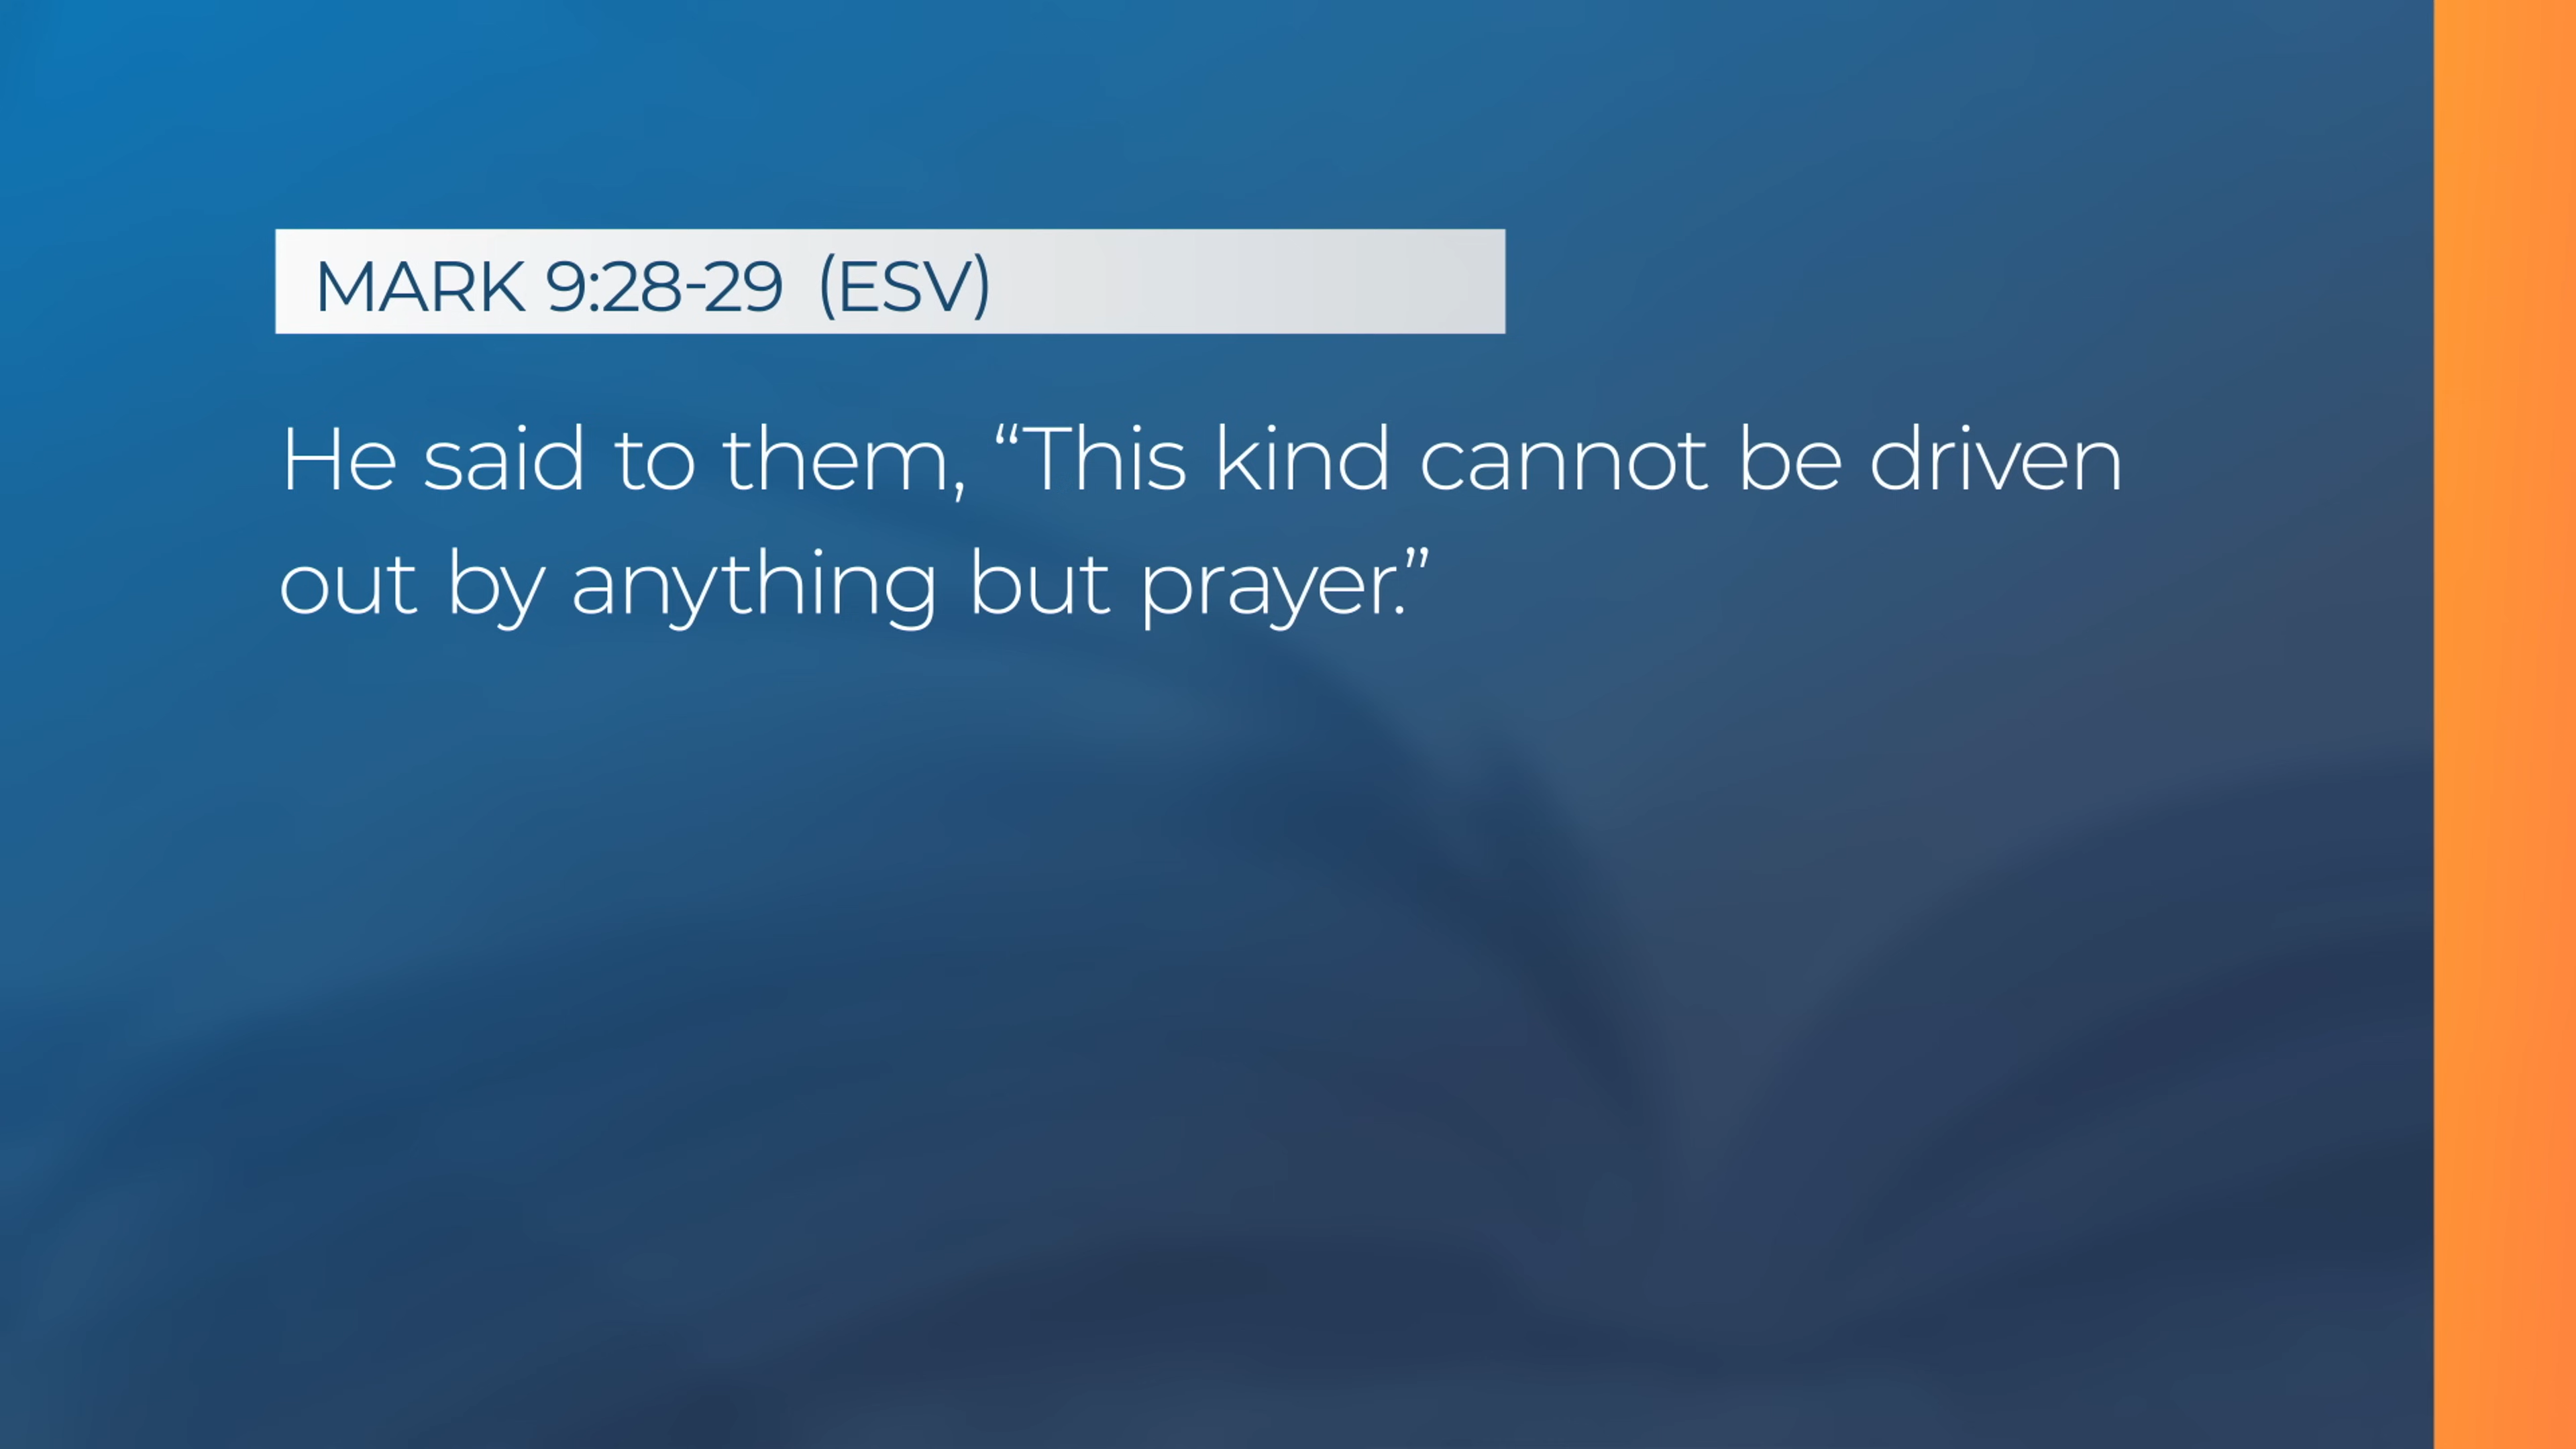 MARK 9:28-29 (ESV)
He said to them, “This kind cannot be driven
out by anything but prayer.”